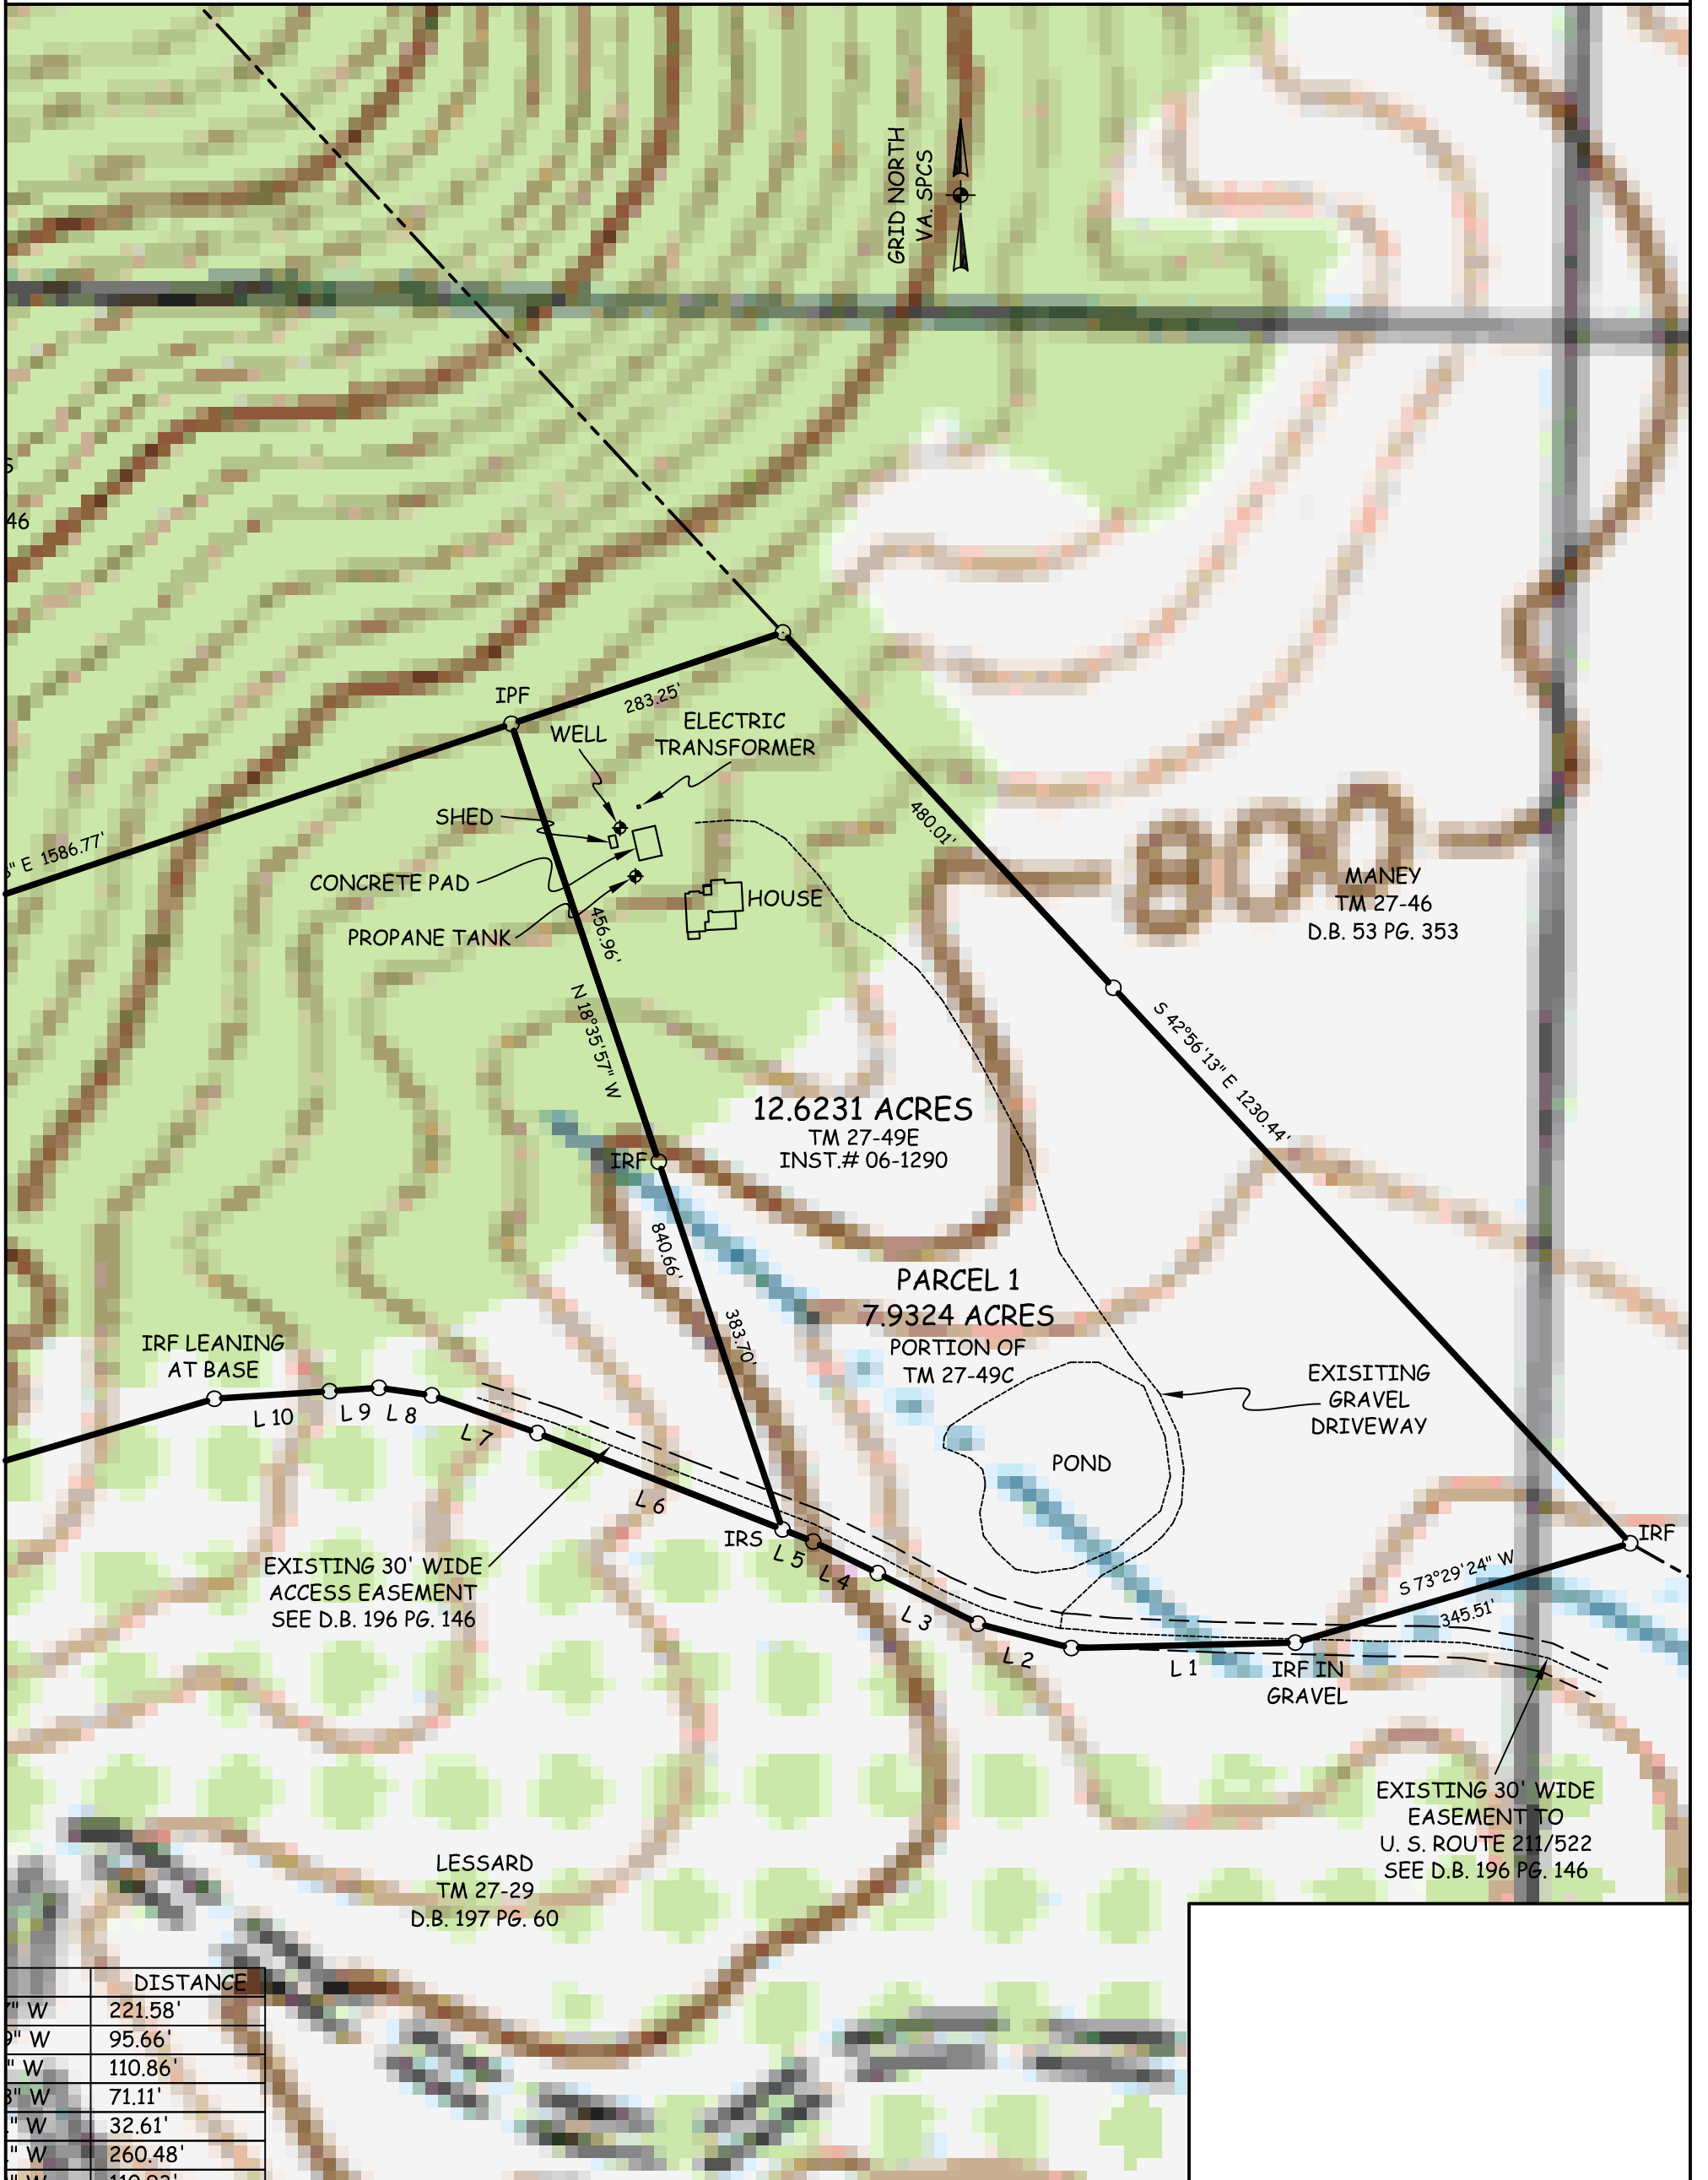 GRID NORTH
VA. SPCS
46
IPF
283.25'
WELL
ELECTRIC
TRANSFORMER
SHED
480.01'
" E 1586.77'
CONCRETE PAD
HOUSE
MANEY
TM 27-46
D.B. 53 PG. 353
PROPANE TANK
456.96'
N 18°35'57" W
S 42°56'13" E 1230.44'
12.6231 ACRES
TM 27-49E
INST.# 06-1290
IRF
840.66'
PARCEL 1
7.9324 ACRES
PORTION OF
TM 27-49C
383.70'
IRF LEANING
AT BASE
EXISITING
GRAVEL
DRIVEWAY
L 10
L 9
L 8
L 7
POND
L 6
IRS
L 5
L 4
IRF
EXISTING 30' WIDE
ACCESS EASEMENT
SEE D.B. 196 PG. 146
S 73°29'24" W
345.51'
L 3
L 2
L 1
IRF IN
GRAVEL
800
EXISTING 30' WIDE
EASEMENT TO
U. S. ROUTE 211/522
SEE D.B. 196 PG. 146
LESSARD
TM 27-29
D.B. 197 PG. 60
DISTANCE
" W 221.58'
9" W 95.66'
" W 110.86'
" W 71.11'
" W 32.61'
" W 260.48'